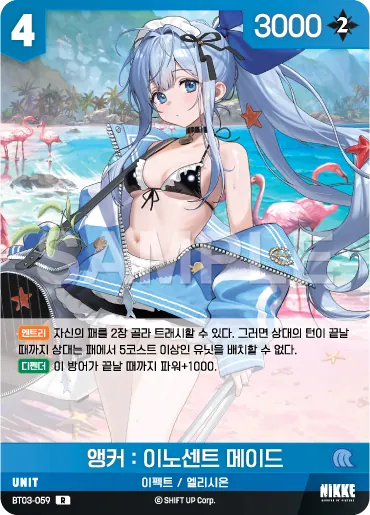 4
3000
2
SAMPLE
엔트리 자신의 패를 2장 골라 트래시할 수 있다. 그러면 상대의 턴이 끝날
때까지 상대는 패에서 5코스트 이상인 유닛을 배치할 수 없다.
디펜더 이 방어가 끝날 때까지 파워+1000.
앵커 : 이노센트 메이드
UNIT
이펙트 / 엘리시온
BT03-059 R
© SHIFT UP Corp.
NIKKE